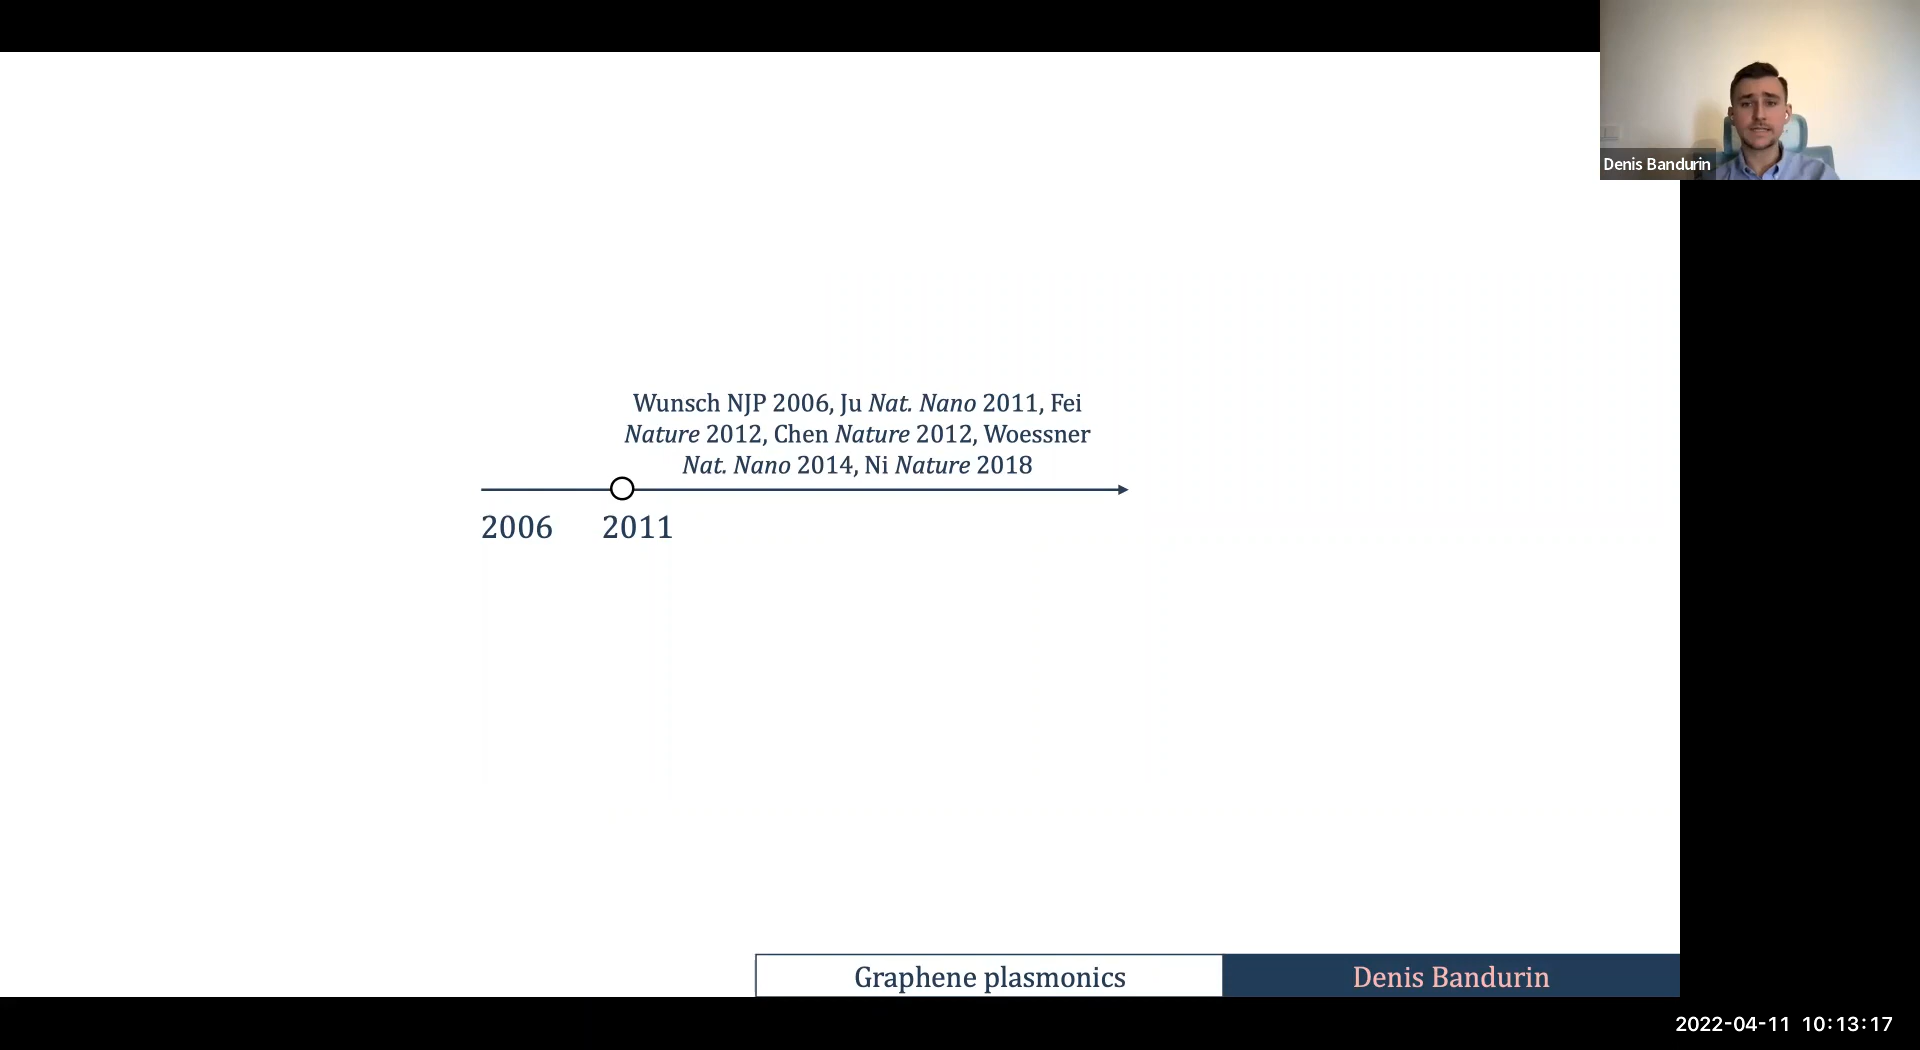 Denis Bandurin
Wunsch NJP 2006, Ju Nat. Nano 2011, Fei
Nature 2012, Chen Nature 2012, Woessner
Nat. Nano 2014, Ni Nature 2018
2006 2011
Graphene plasmonics Denis Bandurin
2022-04-11 10:13:17